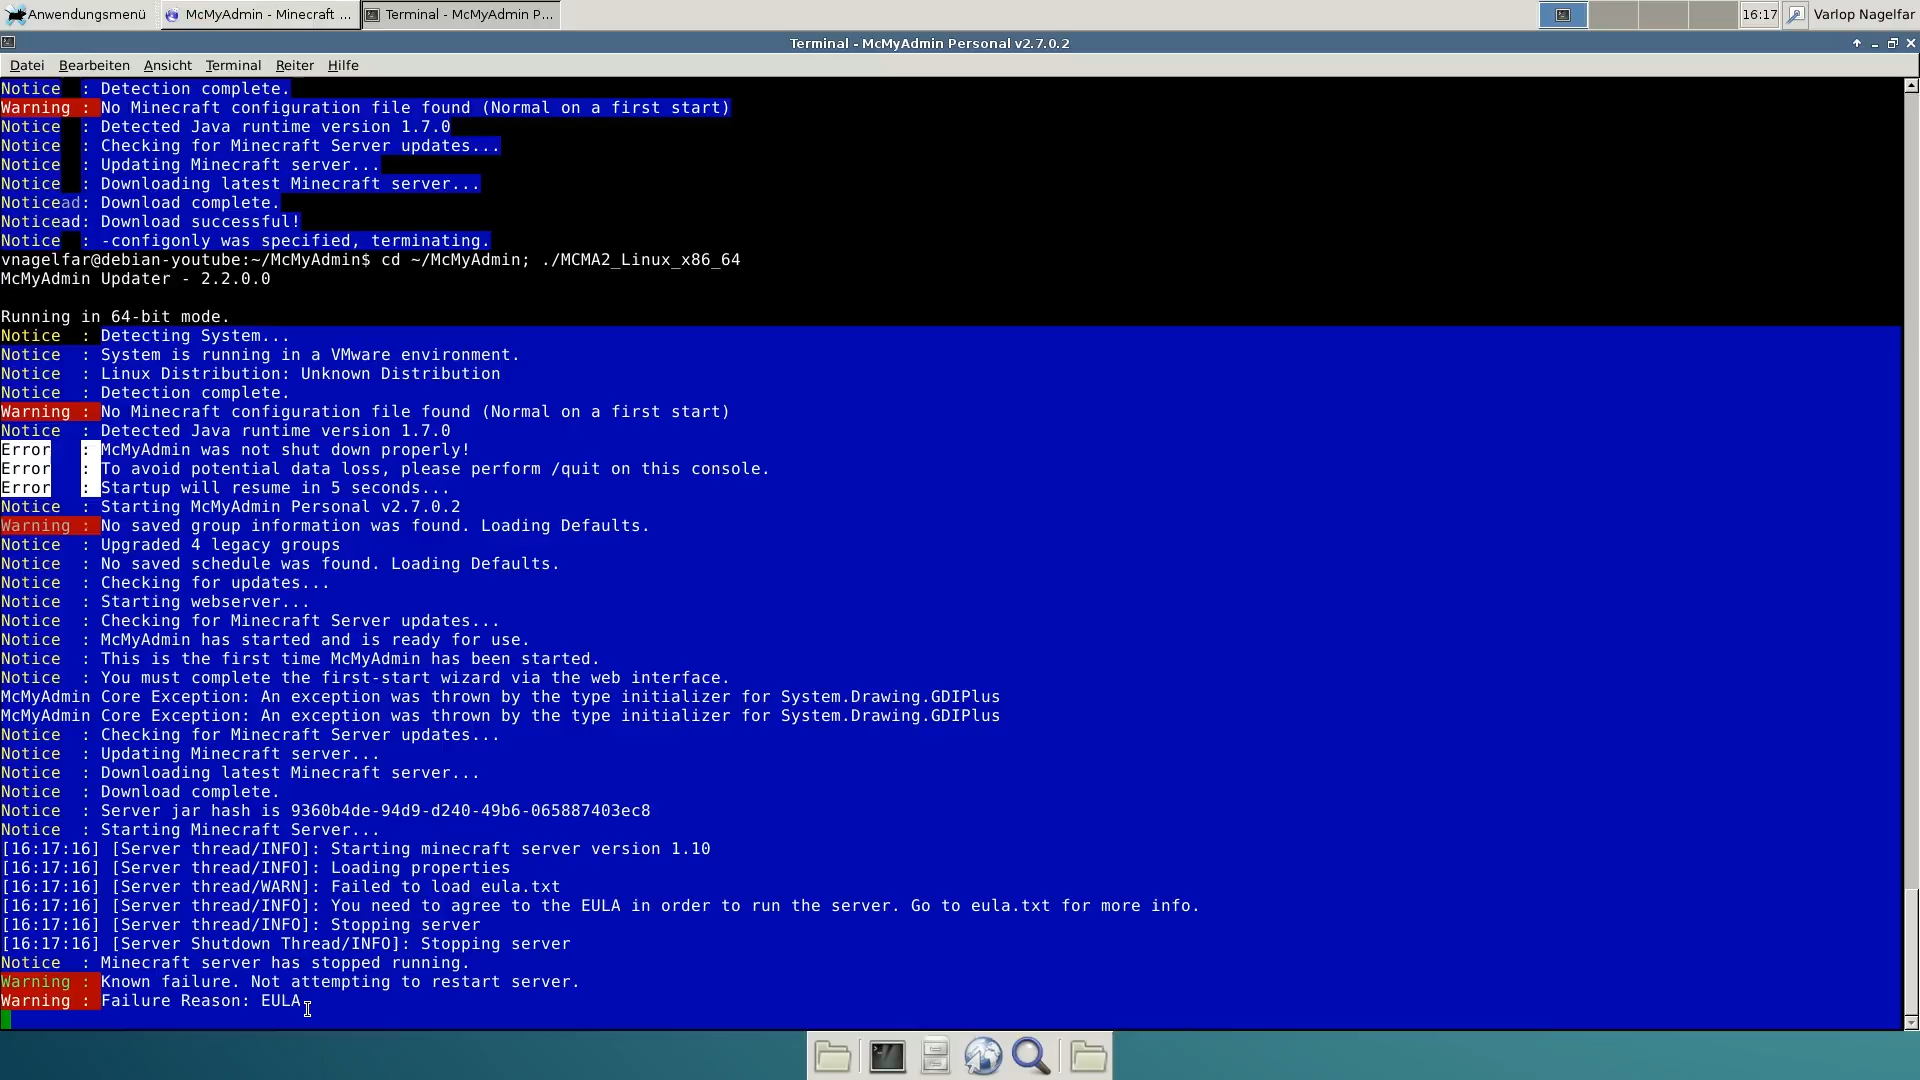 Anwendungsmenü
McMyAdmin - Minecraft ...
Terminal - McMyAdmin P...
16:17
Varlop Nagelfar
Terminal - McMyAdmin Personal v2.7.0.2
Datei Bearbeiten Ansicht Terminal Reiter Hilfe
Notice : Detection complete.
Warning : No Minecraft configuration file found (Normal on a first start)
Notice : Detected Java runtime version 1.7.0
Notice : Checking for Minecraft Server updates...
Notice : Updating Minecraft server...
Notice : Downloading latest Minecraft server...
Noticead: Download complete.
Noticead: Download successful!
Notice : -configonly was specified, terminating.
vnagelfar@debian-youtube:~/McMyAdmin$ cd ~/McMyAdmin; ./MCMA2_Linux_x86_64
McMyAdmin Updater - 2.2.0.0
Running in 64-bit mode.
Notice : Detecting System...
Notice : System is running in a VMware environment.
Notice : Linux Distribution: Unknown Distribution
Notice : Detection complete.
Warning : No Minecraft configuration file found (Normal on a first start)
Notice : Detected Java runtime version 1.7.0
Error : McMyAdmin was not shut down properly!
Error : To avoid potential data loss, please perform /quit on this console.
Error : Startup will resume in 5 seconds...
Notice : Starting McMyAdmin Personal v2.7.0.2
Warning : No saved group information was found. Loading Defaults.
Notice : Upgraded 4 legacy groups
Notice : No saved schedule was found. Loading Defaults.
Notice : Checking for updates...
Notice : Starting webserver...
Notice : Checking for Minecraft Server updates...
Notice : McMyAdmin has started and is ready for use.
Notice : This is the first time McMyAdmin has been started.
Notice : You must complete the first-start wizard via the web interface.
McMyAdmin Core Exception: An exception was thrown by the type initializer for System.Drawing.GDIPlus
McMyAdmin Core Exception: An exception was thrown by the type initializer for System.Drawing.GDIPlus
Notice : Checking for Minecraft Server updates...
Notice : Updating Minecraft server...
Notice : Downloading latest Minecraft server...
Notice : Download complete.
Notice : Server jar hash is 9360b4de-94d9-d240-49b6-065887403ec8
Notice : Starting Minecraft Server...
[16:17:16] [Server thread/INFO]: Starting minecraft server version 1.10
[16:17:16] [Server thread/INFO]: Loading properties
[16:17:16] [Server thread/WARN]: Failed to load eula.txt
[16:17:16] [Server thread/INFO]: You need to agree to the EULA in order to run the server. Go to eula.txt for more info.
[16:17:16] [Server thread/INFO]: Stopping server
[16:17:16] [Server Shutdown Thread/INFO]: Stopping server
Notice : Minecraft server has stopped running.
Warning : Known failure. Not attempting to restart server.
Warning : Failure Reason: EULA